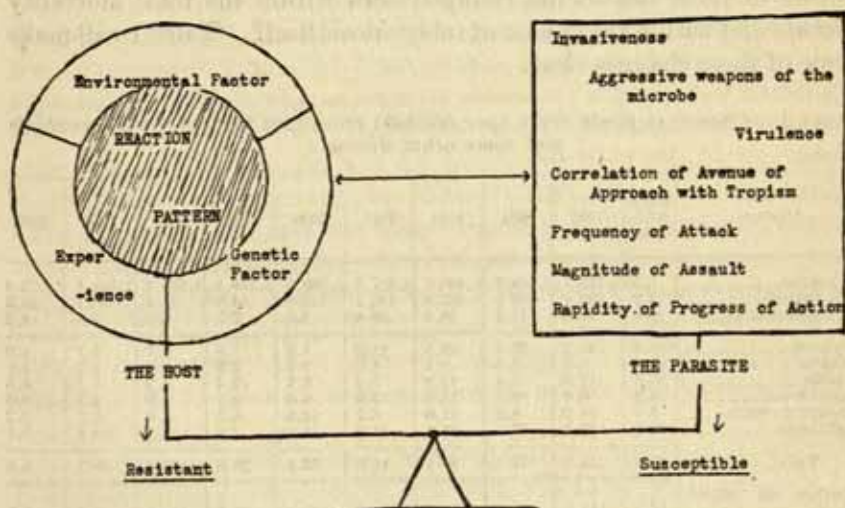 Environmental Factor
REACTION
PATTERN
Exper
-ience
Genetic
Factor
THE HOST
Resistant
Invasiveness
Aggressive weapons of the
microbe
Virulence
Correlation of Avenue of
Approach with Tropism
Frequency of Attack
Magnitude of Assault
Rapidity of Progress of Action
THE PARASITE
Susceptible